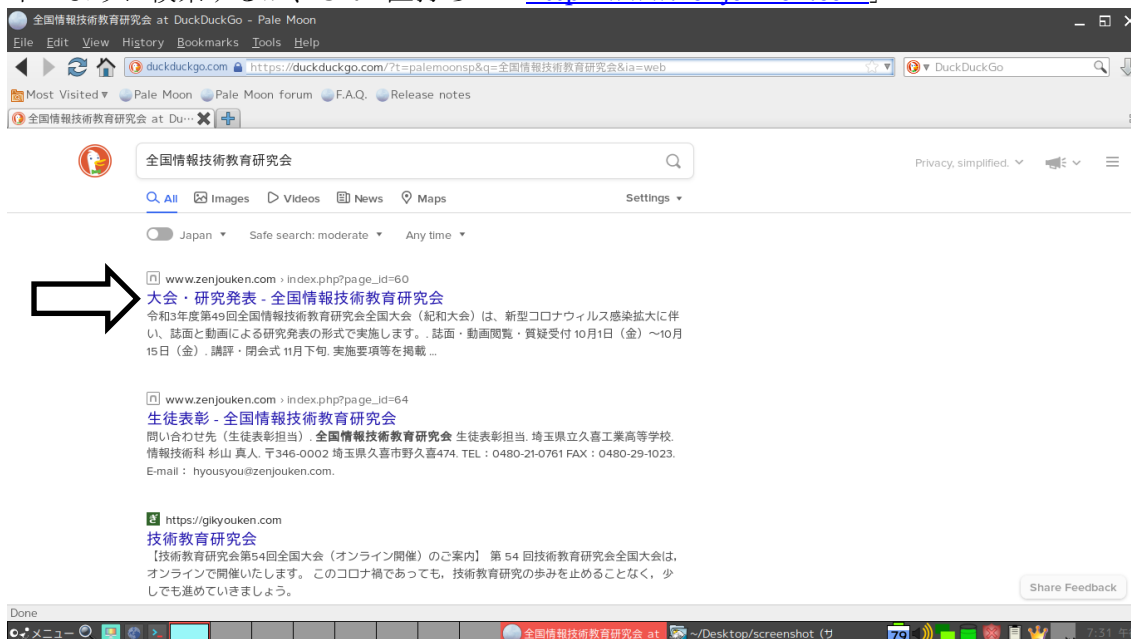 全国情報技術教育研究会 at DuckDuckGo - Pale Moon
File Edit View History Bookmarks Tools Help
duckduckgo.com https://duckduckgo.com/?t=palemoonsp&q=全国情報技術教育研究会&ia=web DuckDuckGo
Most Visited Pale Moon Pale Moon forum F.A.Q. Release notes
全国情報技術教育研究会 at Du…
全国情報技術教育研究会 Privacy, simplified.
All Images Videos News Maps Settings
Japan Safe search: moderate Any time
www.zenjouken.com › index.php?page_id=60
大会・研究発表 - 全国情報技術教育研究会
令和3年度第49回全国情報技術教育研究会全国大会（紀和大会）は、新型コロナウィルス感染拡大に伴
い、誌面と動画による研究発表の形式で実施します。. 誌面・動画閲覧・質疑受付 10月1日（金）〜10月
15日（金）. 講評・閉会式 11月下旬. 実施要項等を掲載 ...
www.zenjouken.com › index.php?page_id=64
生徒表彰 - 全国情報技術教育研究会
問い合わせ先（生徒表彰担当）. 全国情報技術教育研究会 生徒表彰担当. 埼玉県立久喜工業高等学校.
情報技術科 杉山 真人. 〒346-0002 埼玉県久喜市野久喜474. TEL：0480-21-0761 FAX：0480-29-1023.
E-mail： hyousyou@zenjouken.com.
https://gikyouken.com
技術教育研究会
【技術教育研究会第54回全国大会（オンライン開催）のご案内】 第 54 回技術教育研究会全国大会は，
オンラインで開催いたします。 このコロナ禍であっても，技術教育研究の歩みを止めることなく，少
しでも進めていきましょう。
Share Feedback
Done
メニュー 全国情報技術教育研究会 at ~/Desktop/screenshot（サ 79 7:31